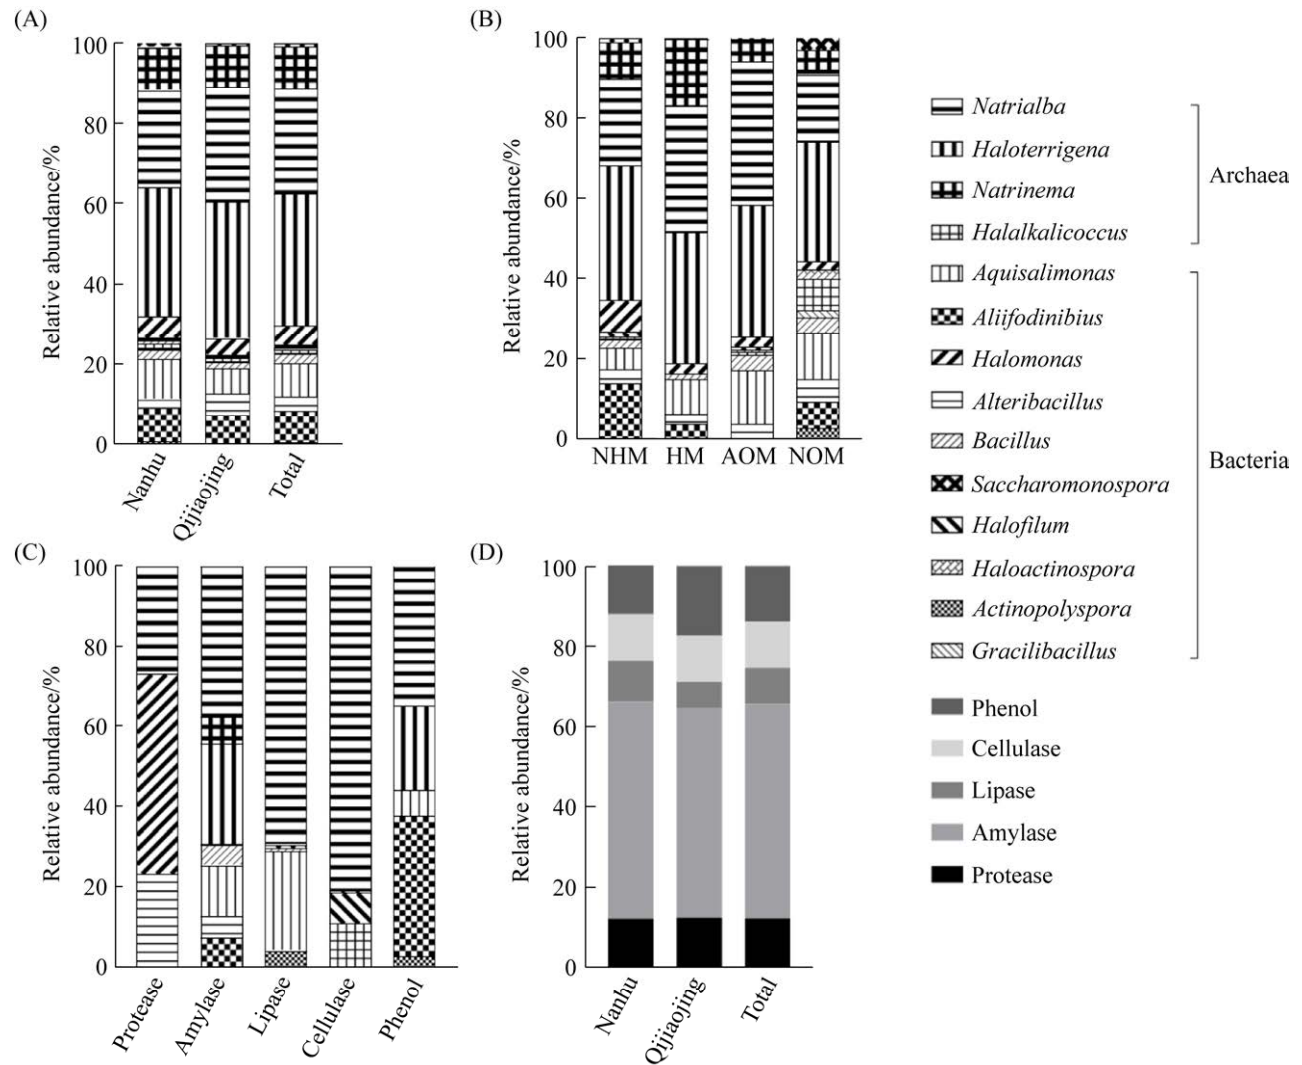 (A)
Relative abundance/%
100
80
60
40
20
0
Nanhu
Qijiaojing
Total
(B)
Relative abundance/%
100
80
60
40
20
0
NHM HM AOM NOM
Natrialba
Haloterrigena
Natrinema
Halalkalicoccus
Archaea
Aquisalimonas
Aliifodinibius
Halomonas
Alteribacillus
Bacillus
Saccharomonospora
Halofilum
Haloactinospora
Actinopolyspora
Gracilibacillus
Bacteria
Phenol
Cellulase
Lipase
Amylase
Protease
(C)
Relative abundance/%
100
80
60
40
20
0
Protease
Amylase
Lipase
Cellulase
Phenol
(D)
Relative abundance/%
100
80
60
40
20
0
Nanhu
Qijiaojing
Total